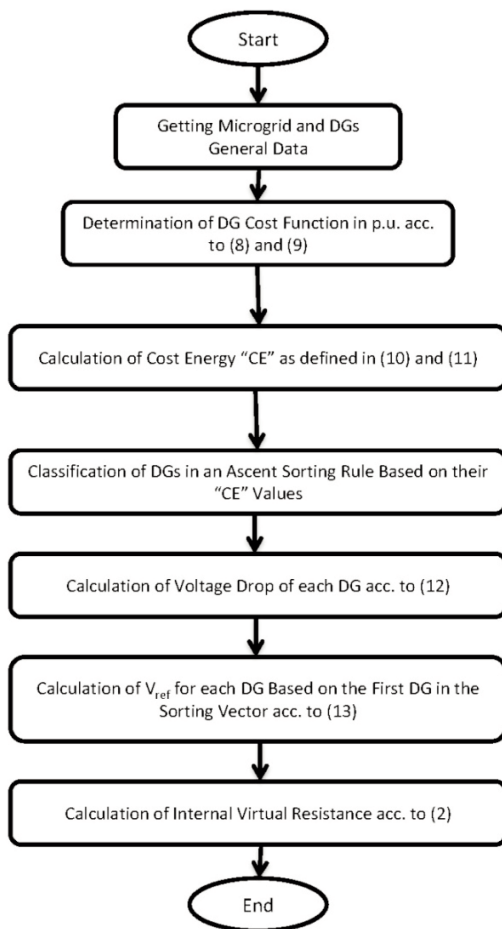 Start
Getting Microgrid and DGs
General Data
Determination of DG Cost Function in p.u. acc.
to (8) and (9)
Calculation of Cost Energy “CE” as defined in (10) and (11)
Classification of DGs in an Ascent Sorting Rule Based on their
“CE” Values
Calculation of Voltage Drop of each DG acc. to (12)
Calculation of Vref for each DG Based on the First DG in the
Sorting Vector acc. to (13)
Calculation of Internal Virtual Resistance acc. to (2)
End